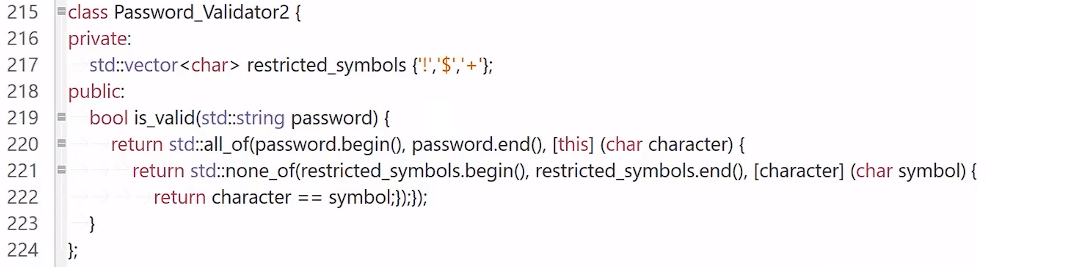 215 class Password_Validator2 {
216 private:
217 std::vector<char> restricted_symbols {'!','$','+'};
218 public:
219 bool is_valid(std::string password) {
220 return std::all_of(password.begin(), password.end(), [this] (char character) {
221 return std::none_of(restricted_symbols.begin(), restricted_symbols.end(), [character] (char symbol) {
222 return character == symbol;});});
223 }
224 };